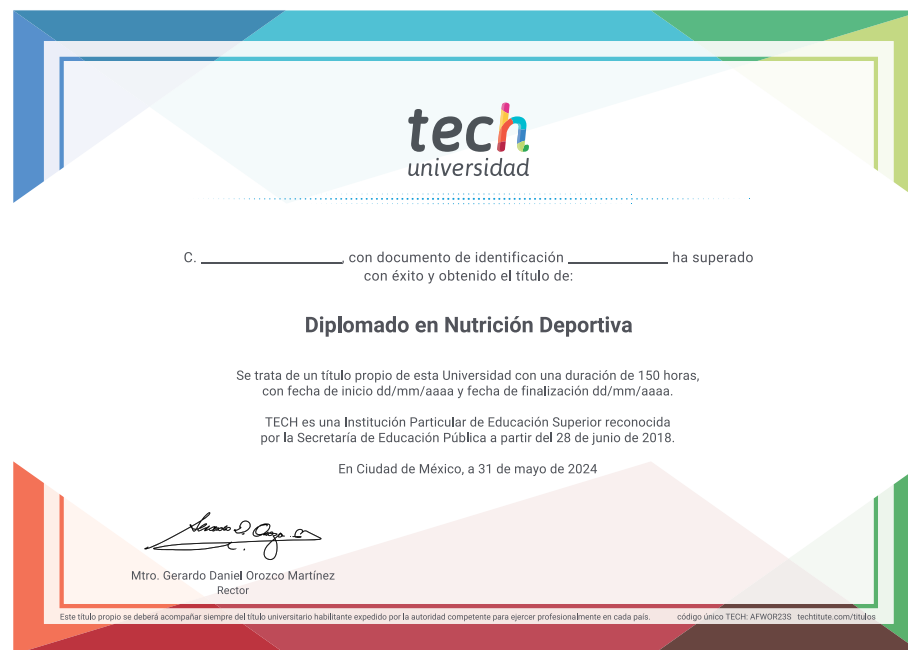 tech
universidad
C. ____________, con documento de identificación ____________ ha superado
con éxito y obtenido el título de:
Diplomado en Nutrición Deportiva
Se trata de un título propio de esta Universidad con una duración de 150 horas,
con fecha de inicio dd/mm/aaaa y fecha de finalización dd/mm/aaaa.
TECH es una Institución Particular de Educación Superior reconocida
por la Secretaría de Educación Pública a partir del 28 de junio de 2018.
En Ciudad de México, a 31 de mayo de 2024
Mtro. Gerardo Daniel Orozco Martínez
Rector
Este título propio se deberá acompañar siempre del título universitario habilitante expedido por la autoridad competente para ejercer profesionalmente en cada país. código único TECH: AFWOR23S techtitute.com/titulos